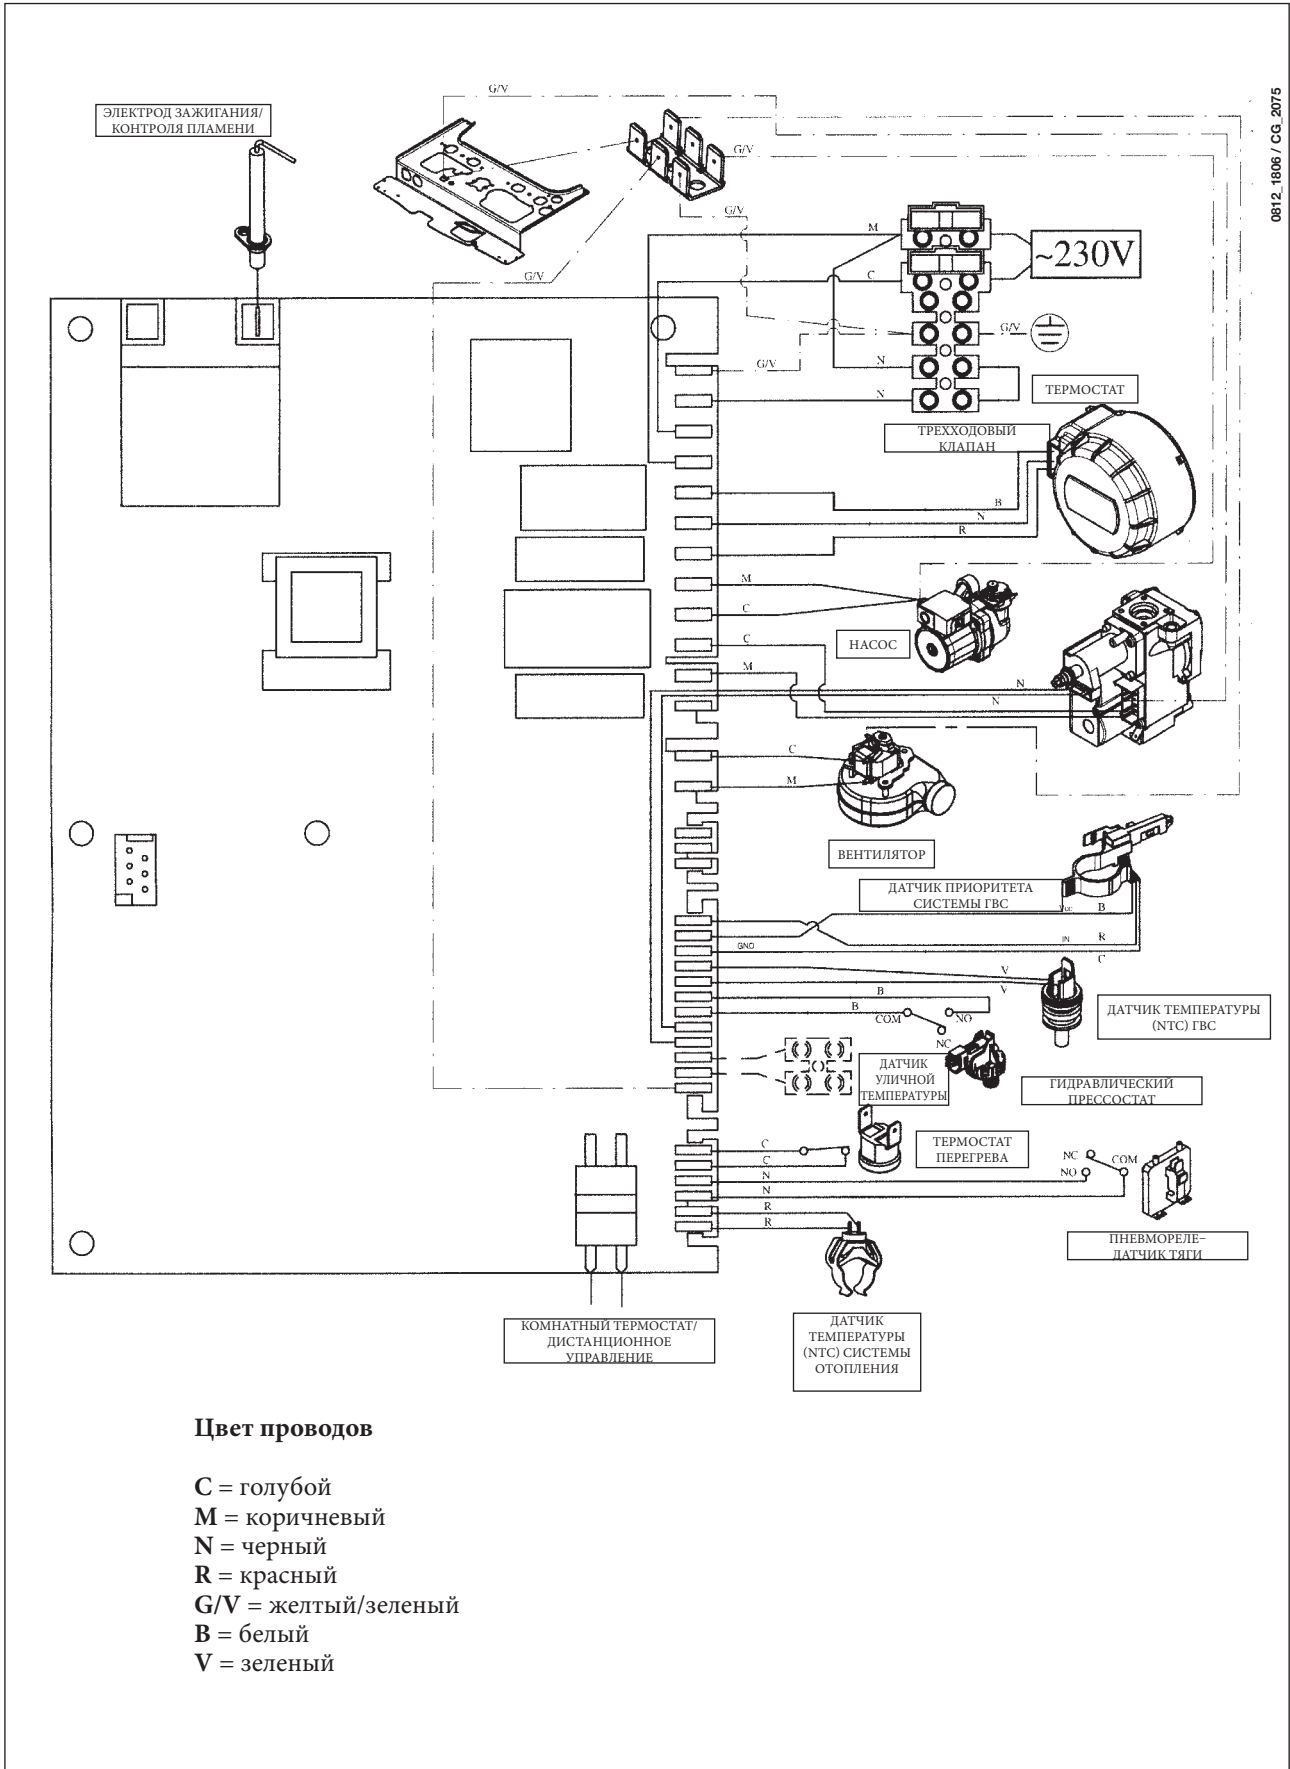 G/V
0812_1806 / CG_2075
ЭЛЕКТРОД ЗАЖИГАНИЯ/
КОНТРОЛЯ ПЛАМЕНИ
G/V
G/V
M
~230V
G/V
C
G/V
G/V
N
ТЕРМОСТАТ
N
ТРЕХХОДОВЫЙ
КЛАПАН
B
N
R
M
C
НАСОС
C
M
N
N
C
M
ВЕНТИЛЯТОР
ДАТЧИК ПРИОРИТЕТА
СИСТЕМЫ ГВС
Vcc
B
GND
IN
R
C
V
V
B
B
COM
NO
NC
ДАТЧИК ТЕМПЕРАТУРЫ
(NTC) ГВС
ДАТЧИК
УЛИЧНОЙ
ТЕМПЕРАТУРЫ
ГИДРАВЛИЧЕСКИЙ
ПРЕССОСТАТ
C
C
N
N
R
R
ТЕРМОСТАТ
ПЕРЕГРЕВА
NC
NO
COM
ПНЕВМОРЕЛЕ–
ДАТЧИК ТЯГИ
КОМНАТНЫЙ ТЕРМОСТАТ/
ДИСТАНЦИОННОЕ
УПРАВЛЕНИЕ
ДАТЧИК
ТЕМПЕРАТУРЫ
(NTC) СИСТЕМЫ
ОТОПЛЕНИЯ
Цвет проводов
C = голубой
M = коричневый
N = черный
R = красный
G/V = желтый/зеленый
B = белый
V = зеленый